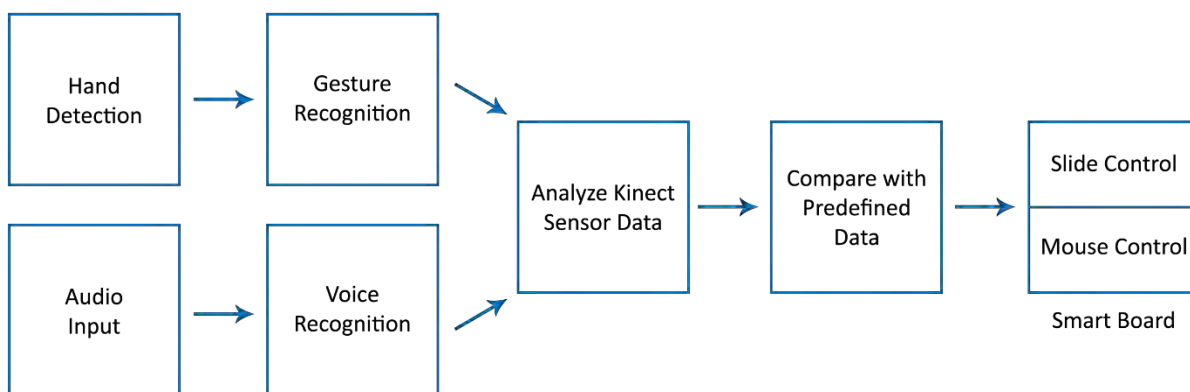 Hand
Detection
Gesture
Recognition
Audio
Input
Voice
Recognition
Analyze Kinect
Sensor Data
Compare with
Predefined
Data
Slide Control
Mouse Control
Smart Board